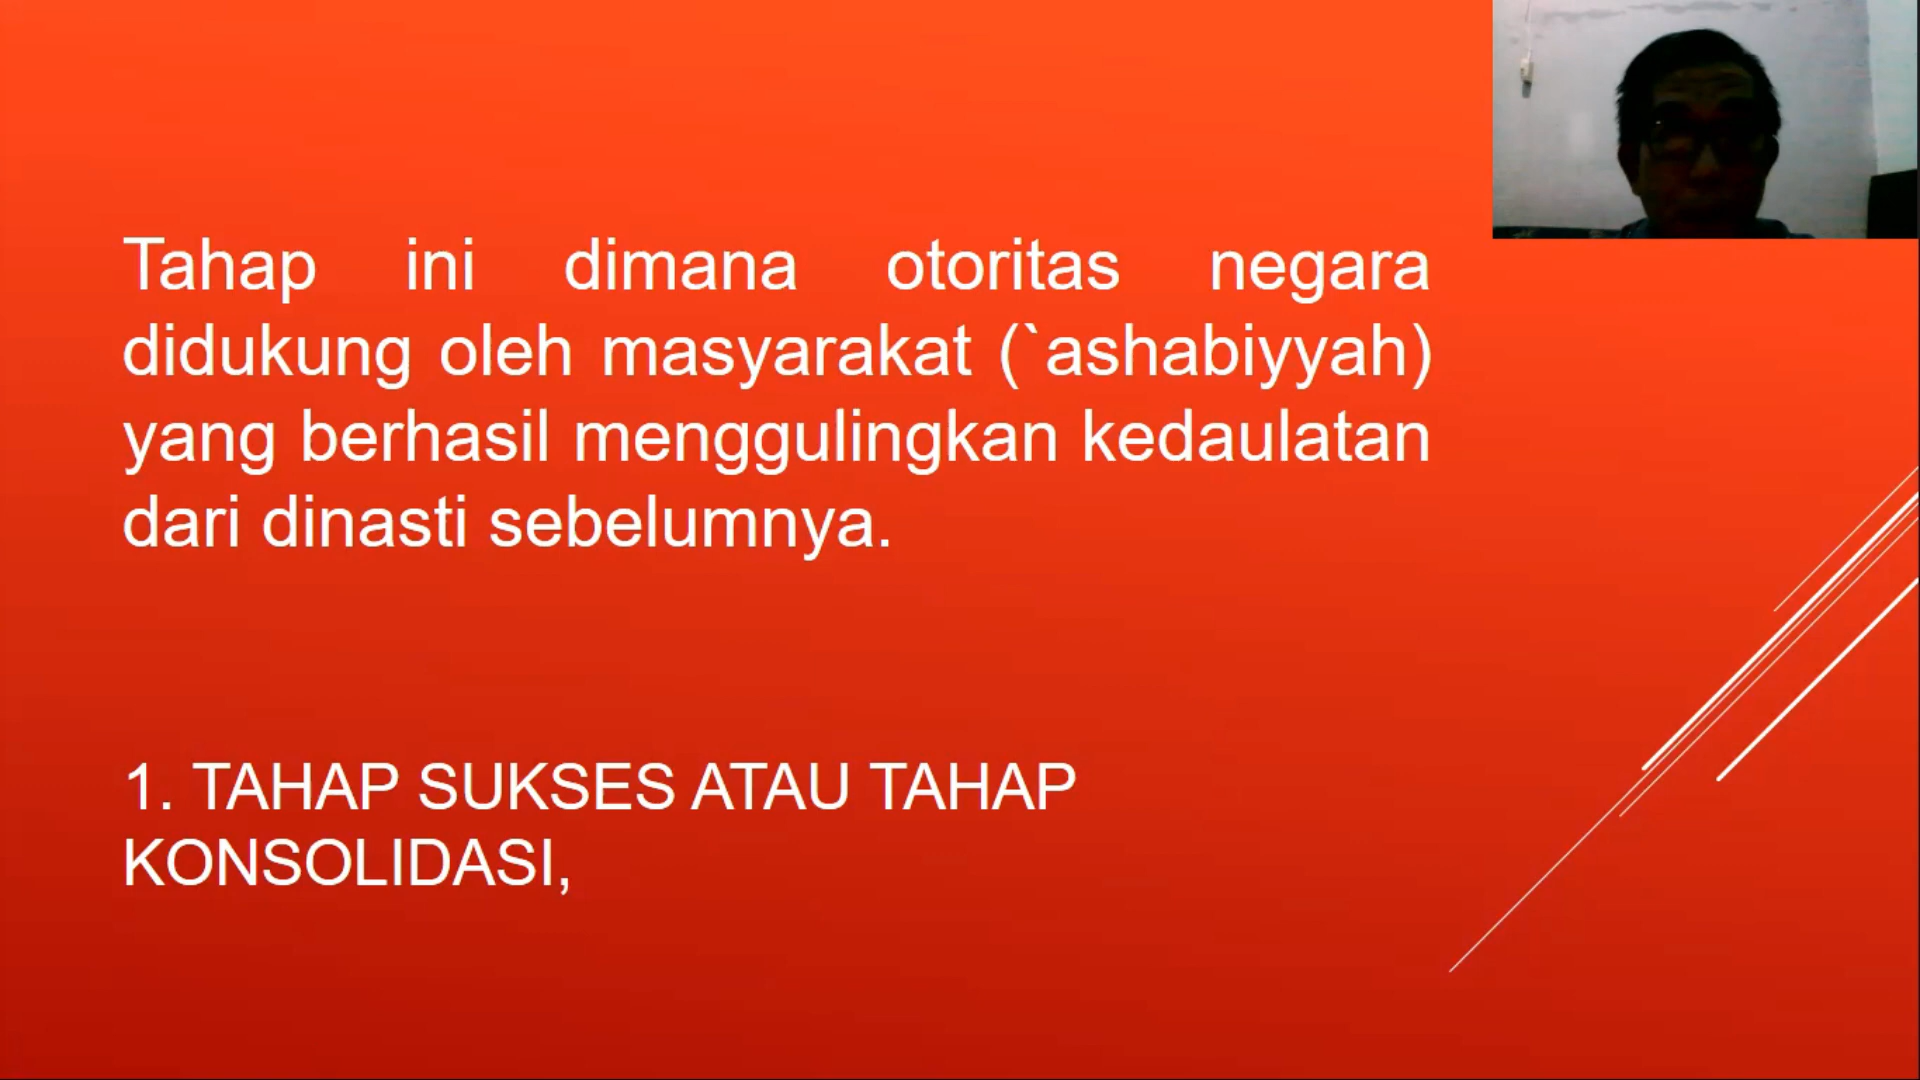 Tahap ini dimana otoritas negara
didukung oleh masyarakat (`ashabiyyah)
yang berhasil menggulingkan kedaulatan
dari dinasti sebelumnya.
1. TAHAP SUKSES ATAU TAHAP
KONSOLIDASI,